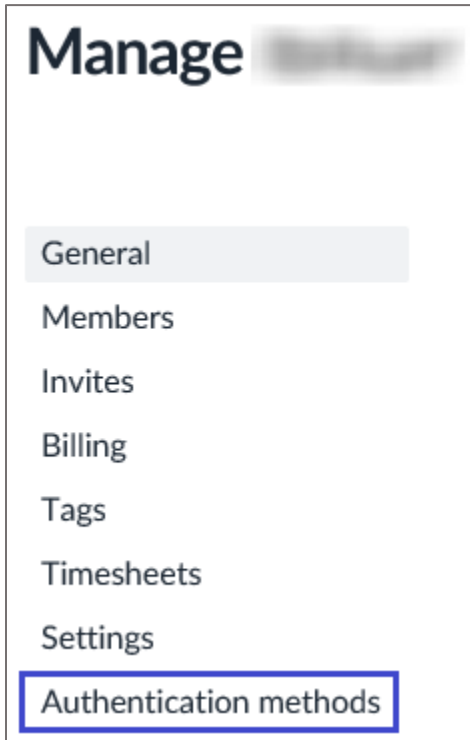 Manage
General
Members
Invites
Billing
Tags
Timesheets
Settings
Authentication methods